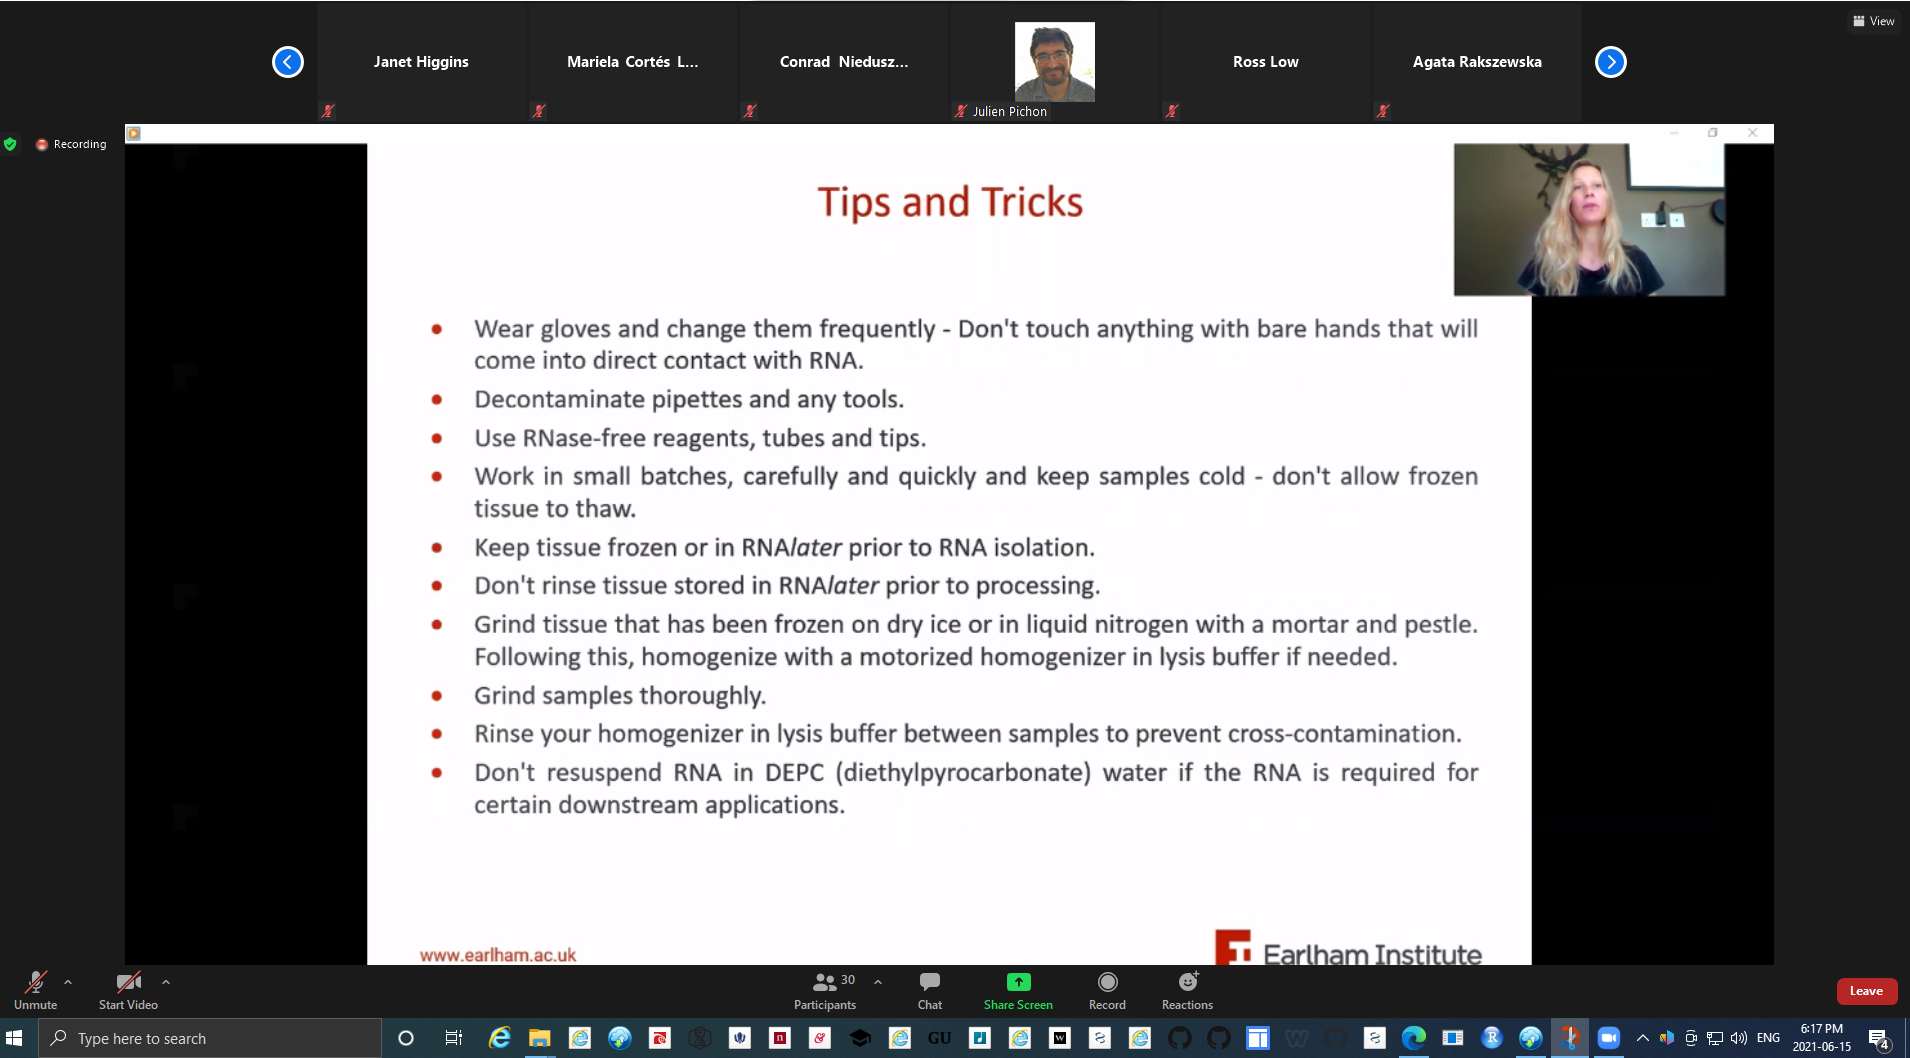 View
Janet Higgins
Mariela Cortés L...
Conrad Niedusz...
Ross Low
Agata Rakszewska
Julien Pichon
Recording
Tips and Tricks
Wear gloves and change them frequently - Don't touch anything with bare hands that will
come into direct contact with RNA.
Decontaminate pipettes and any tools.
Use RNase-free reagents, tubes and tips.
Work in small batches, carefully and quickly and keep samples cold - don't allow frozen
tissue to thaw.
Keep tissue frozen or in RNAlater prior to RNA isolation.
Don't rinse tissue stored in RNAlater prior to processing.
Grind tissue that has been frozen on dry ice or in liquid nitrogen with a mortar and pestle.
Following this, homogenize with a motorized homogenizer in lysis buffer if needed.
Grind samples thoroughly.
Rinse your homogenizer in lysis buffer between samples to prevent cross-contamination.
Don't resuspend RNA in DEPC (diethylpyrocarbonate) water if the RNA is required for
certain downstream applications.
www.earlham.ac.uk
Earlham Institute
Unmute
Start Video
30
Participants
Chat
Share Screen
Record
Reactions
Leave
Type here to search
GU
ENG
6:17 PM
2021-06-15
4